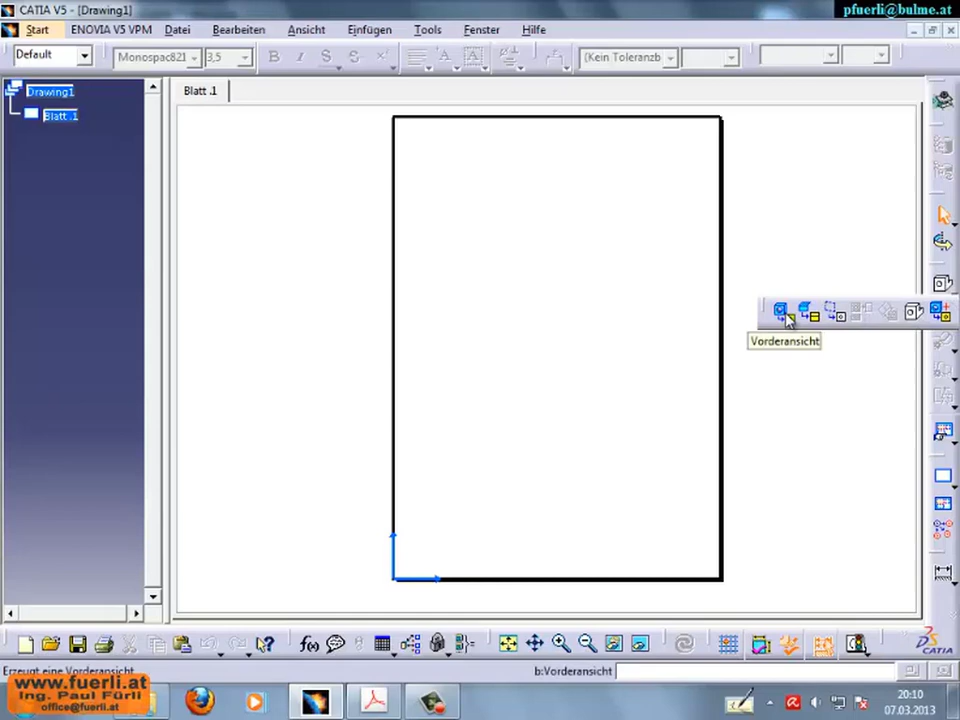 CATIA V5 - [Drawing1]
pfuerli@bulme.at
Start ENOVIA V5 VPM Datei Bearbeiten Ansicht Einfügen Tools Fenster Hilfe
Default Monospac821 3,5 B I S (Kein Toleranzb
Drawing1
Blatt .1
Blatt .1
Vorderansicht
f(x)
DS CATIA
Erzeugt eine Vorderansicht b:Vorderansicht
www.fuerli.at
Ing. Paul Fürli
office@fuerli.at
20:10
07.03.2013